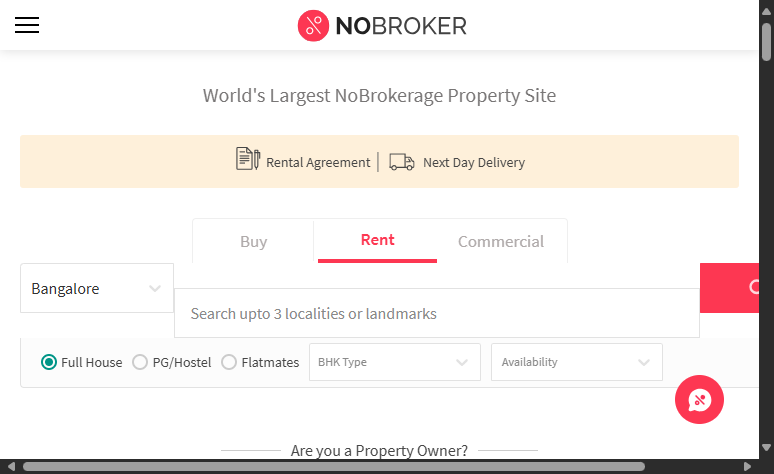 NOBROKER
World's Largest NoBrokerage Property Site
Rental Agreement | Next Day Delivery
Buy Rent Commercial
Bangalore
Search upto 3 localities or landmarks
Full House PG/Hostel Flatmates BHK Type Availability
Are you a Property Owner?